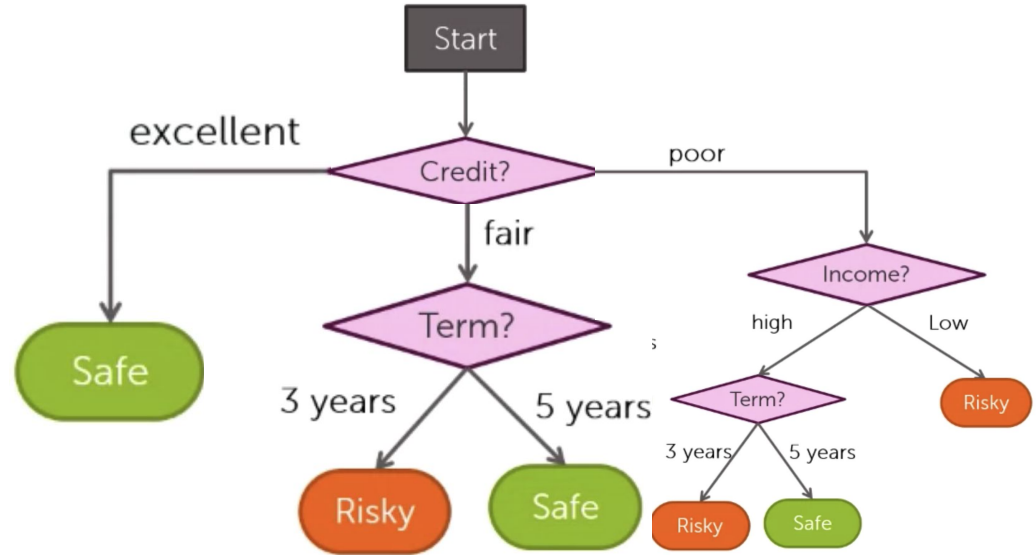 Start
excellent
Credit?
poor
fair
Income?
Term?
high
Low
s
3 years
5 years
Term?
Risky
3 years
5 years
Safe
Risky
Safe
Risky
Safe